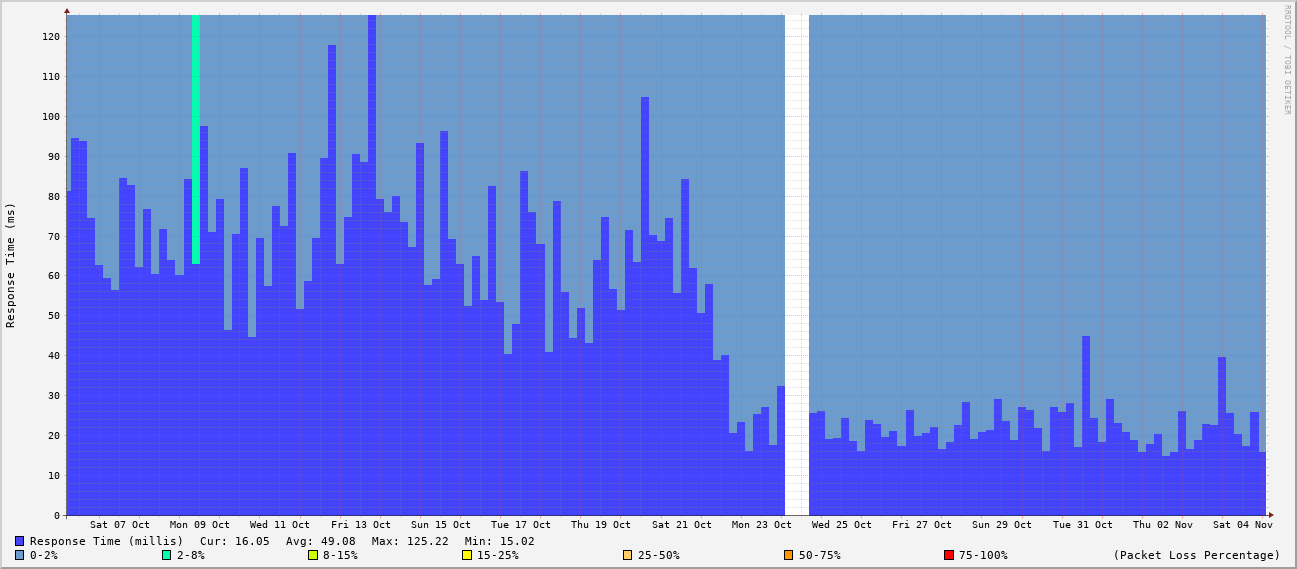 RRDTOOL / TOBI OETIKER
Response Time (ms)
120
110
100
90
80
70
60
50
40
30
20
10
0
Sat 07 Oct Mon 09 Oct Wed 11 Oct Fri 13 Oct Sun 15 Oct Tue 17 Oct Thu 19 Oct Sat 21 Oct Mon 23 Oct Wed 25 Oct Fri 27 Oct Sun 29 Oct Tue 31 Oct Thu 02 Nov Sat 04 Nov
Response Time (millis) Cur: 16.05 Avg: 49.08 Max: 125.22 Min: 15.02
0-2% 2-8% 8-15% 15-25% 25-50% 50-75% 75-100% (Packet Loss Percentage)